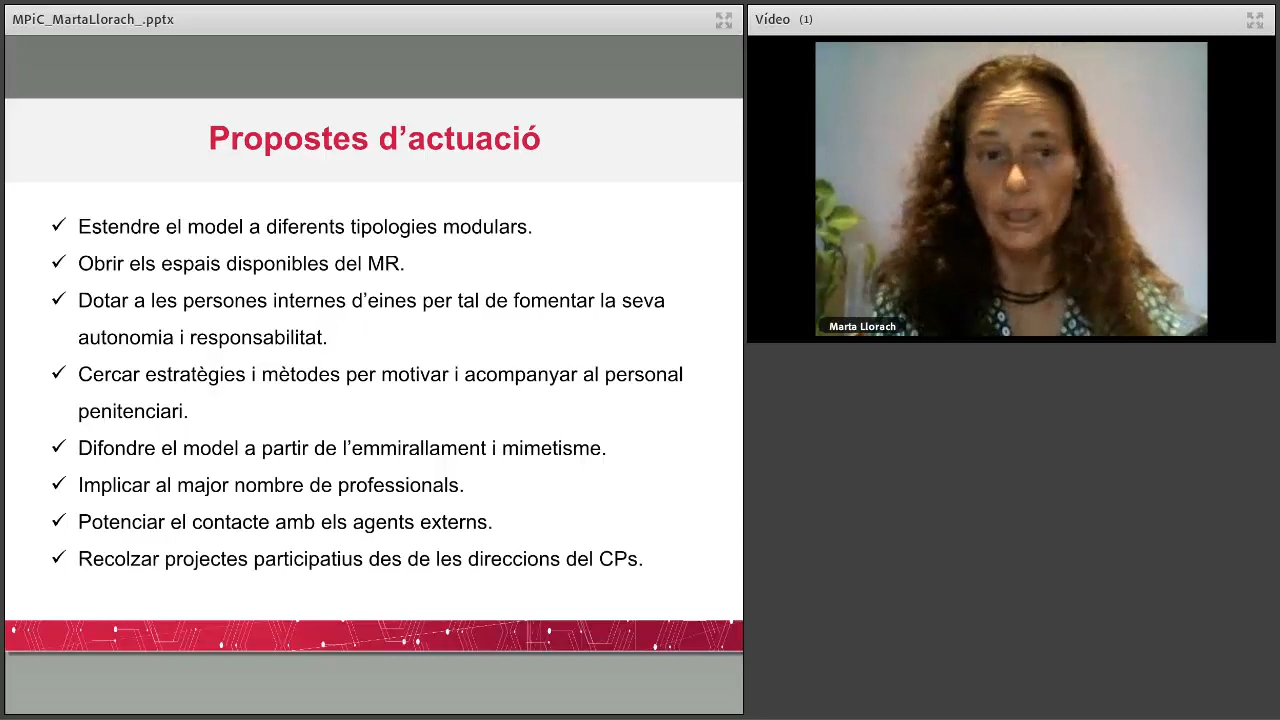 MPiC_MartaLlorach_.pptx
Vídeo (1)
Propostes d’actuació
✓ Estendre el model a diferents tipologies modulars.
✓ Obrir els espais disponibles del MR.
✓ Dotar a les persones internes d’eines per tal de fomentar la seva
autonomia i responsabilitat.
✓ Cercar estratègies i mètodes per motivar i acompanyar al personal
penitenciari.
✓ Difondre el model a partir de l’emmirallament i mimetisme.
✓ Implicar al major nombre de professionals.
✓ Potenciar el contacte amb els agents externs.
✓ Recolzar projectes participatius des de les direccions del CPs.
Marta Llorach